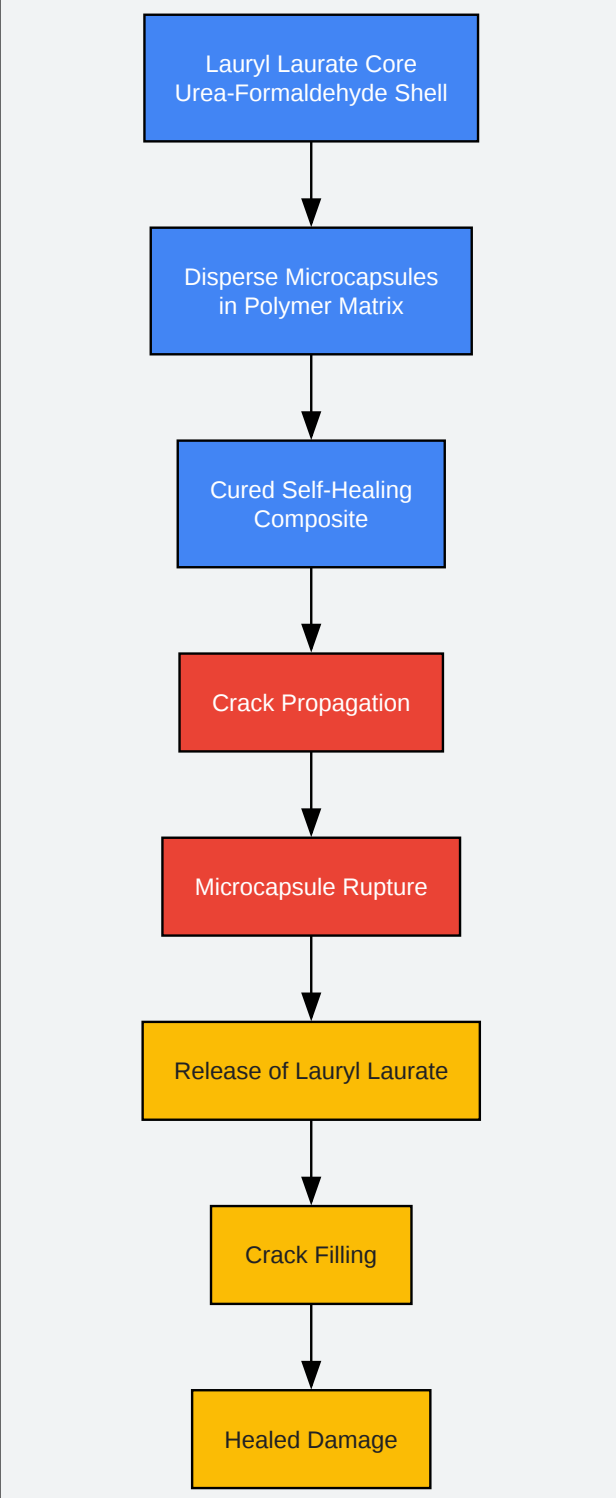 Lauryl Laurate Core
Urea-Formaldehyde Shell
Disperse Microcapsules
in Polymer Matrix
Cured Self-Healing
Composite
Crack Propagation
Microcapsule Rupture
Release of Lauryl Laurate
Crack Filling
Healed Damage